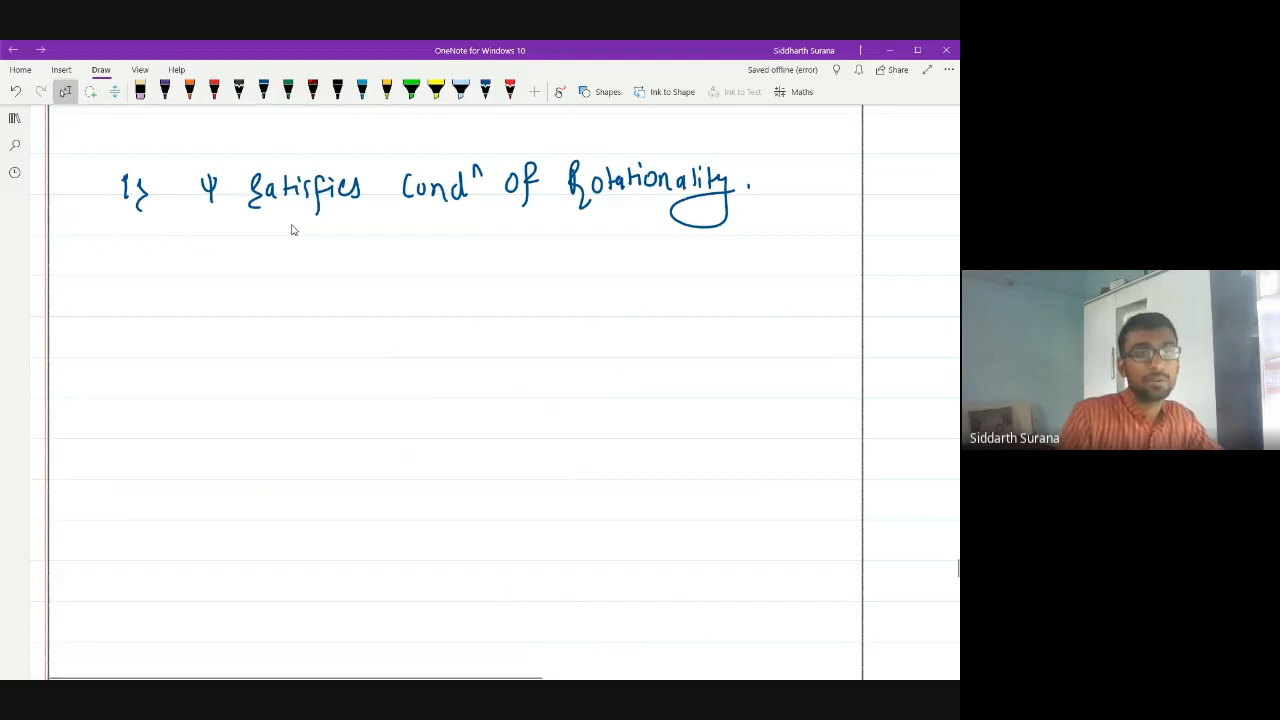 OneNote for Windows 10
Siddharth Surana
Home Insert Draw View Help
Saved offline (error)
Share
Shapes
Ink to Shape
Ink to Text
Maths
1} ψ Satisfies Condⁿ of Rotationality.
Siddarth Surana